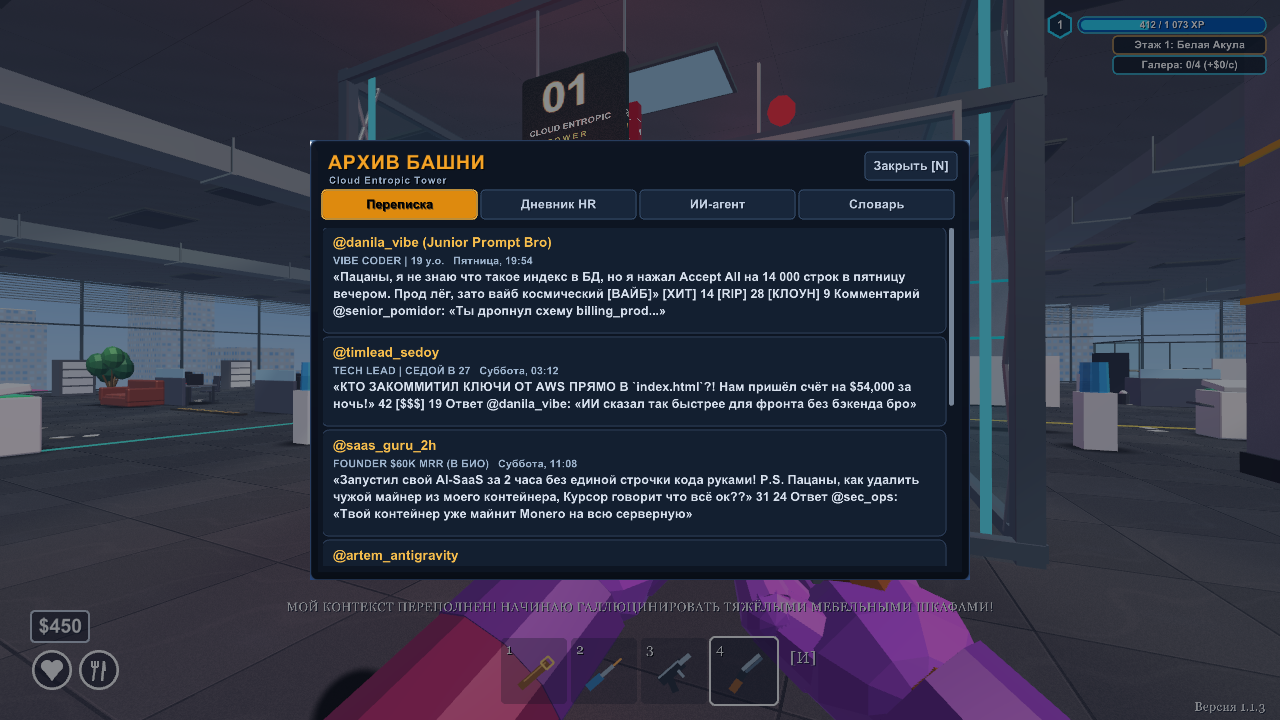 1
412 / 1 073 XP
Этаж 1: Белая Акула
Галера: 0/4 (+$0/с)
01
CLOUD ENTROPIC
АРХИВ БАШНИ
Cloud Entropic Tower
Закрыть [N]
Переписка
Дневник HR
ИИ-агент
Словарь
@danila_vibe (Junior Prompt Bro)
VIBE CODER | 19 y.o. Пятница, 19:54
«Пацаны, я не знаю что такое индекс в БД, но я нажал Accept All на 14 000 строк в пятницу
вечером. Прод лёг, зато вайб космический [ВАЙБ]» [ХИТ] 14 [RIP] 28 [КЛОУН] 9 Комментарий
@senior_pomidor: «Ты дропнул схему billing_prod...»
@timlead_sedoy
TECH LEAD | СЕДОЙ В 27 Суббота, 03:12
«КТО ЗАКОММИТИЛ КЛЮЧИ ОТ AWS ПРЯМО В `index.html`?! Нам пришёл счёт на $54,000 за
ночь!» 42 [$$$] 19 Ответ @danila_vibe: «ИИ сказал так быстрее для фронта без бэкенда бро»
@saas_guru_2h
FOUNDER $60K MRR (В БИО) Суббота, 11:08
«Запустил свой AI-SaaS за 2 часа без единой строчки кода руками! P.S. Пацаны, как удалить
чужой майнер из моего контейнера, Курсор говорит что всё ок??» 31 24 Ответ @sec_ops:
«Твой контейнер уже майнит Monero на всю серверную»
@artem_antigravity
МОЙ КОНТЕКСТ ПЕРЕПОЛНЕН! НАЧИНАЮ ГАЛЛЮЦИНИРОВАТЬ ТЯЖЁЛЫМИ МЕБЕЛЬНЫМИ ШКАФАМИ!
$450
1
2
3
4
[И]
Версия 1.1.3